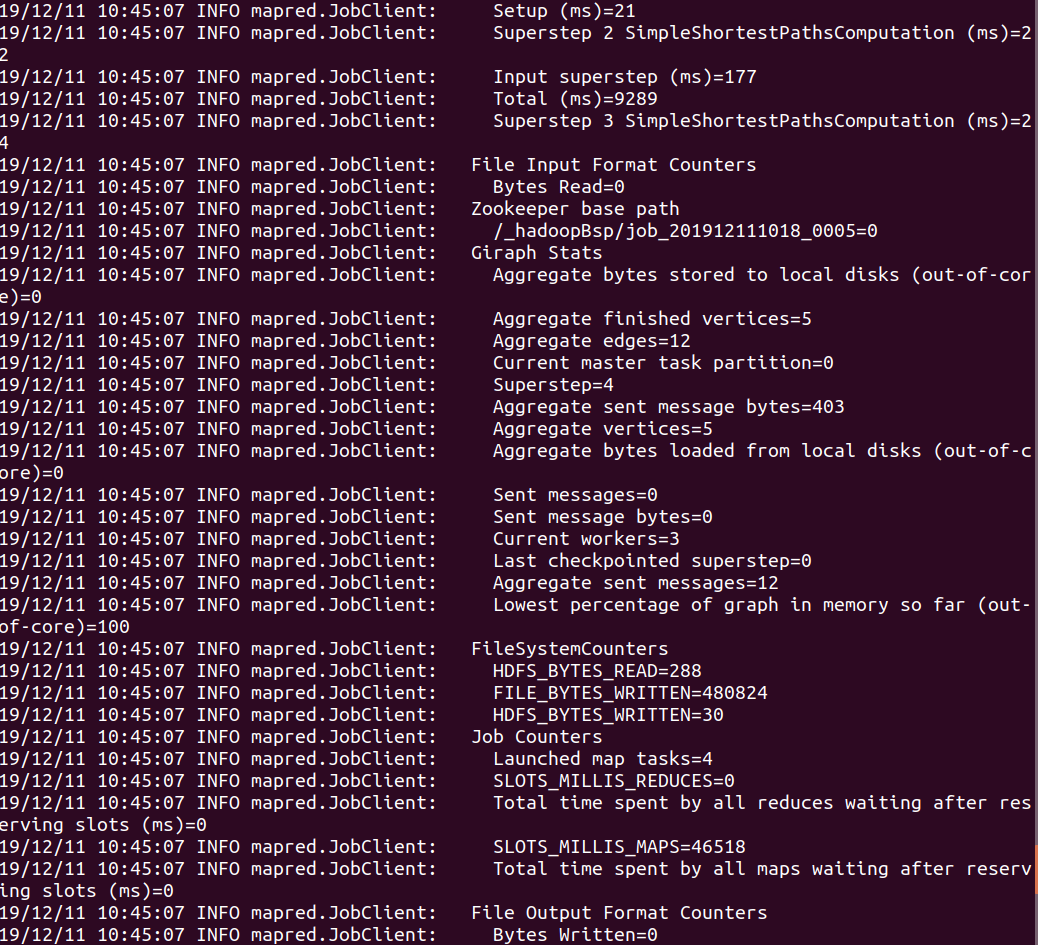 19/12/11 10:45:07 INFO mapred.JobClient:     Setup (ms)=21
19/12/11 10:45:07 INFO mapred.JobClient:     Superstep 2 SimpleShortestPathsComputation (ms)=2
2
19/12/11 10:45:07 INFO mapred.JobClient:     Input superstep (ms)=177
19/12/11 10:45:07 INFO mapred.JobClient:     Total (ms)=9289
19/12/11 10:45:07 INFO mapred.JobClient:     Superstep 3 SimpleShortestPathsComputation (ms)=2
4
19/12/11 10:45:07 INFO mapred.JobClient:   File Input Format Counters
19/12/11 10:45:07 INFO mapred.JobClient:     Bytes Read=0
19/12/11 10:45:07 INFO mapred.JobClient:   Zookeeper base path
19/12/11 10:45:07 INFO mapred.JobClient:     /_hadoopBsp/job_201912111018_0005=0
19/12/11 10:45:07 INFO mapred.JobClient:   Giraph Stats
19/12/11 10:45:07 INFO mapred.JobClient:     Aggregate bytes stored to local disks (out-of-cor
e)=0
19/12/11 10:45:07 INFO mapred.JobClient:     Aggregate finished vertices=5
19/12/11 10:45:07 INFO mapred.JobClient:     Aggregate edges=12
19/12/11 10:45:07 INFO mapred.JobClient:     Current master task partition=0
19/12/11 10:45:07 INFO mapred.JobClient:     Superstep=4
19/12/11 10:45:07 INFO mapred.JobClient:     Aggregate sent message bytes=403
19/12/11 10:45:07 INFO mapred.JobClient:     Aggregate vertices=5
19/12/11 10:45:07 INFO mapred.JobClient:     Aggregate bytes loaded from local disks (out-of-c
ore)=0
19/12/11 10:45:07 INFO mapred.JobClient:     Sent messages=0
19/12/11 10:45:07 INFO mapred.JobClient:     Sent message bytes=0
19/12/11 10:45:07 INFO mapred.JobClient:     Current workers=3
19/12/11 10:45:07 INFO mapred.JobClient:     Last checkpointed superstep=0
19/12/11 10:45:07 INFO mapred.JobClient:     Aggregate sent messages=12
19/12/11 10:45:07 INFO mapred.JobClient:     Lowest percentage of graph in memory so far (out-
of-core)=100
19/12/11 10:45:07 INFO mapred.JobClient:   FileSystemCounters
19/12/11 10:45:07 INFO mapred.JobClient:     HDFS_BYTES_READ=288
19/12/11 10:45:07 INFO mapred.JobClient:     FILE_BYTES_WRITTEN=480824
19/12/11 10:45:07 INFO mapred.JobClient:     HDFS_BYTES_WRITTEN=30
19/12/11 10:45:07 INFO mapred.JobClient:   Job Counters
19/12/11 10:45:07 INFO mapred.JobClient:     Launched map tasks=4
19/12/11 10:45:07 INFO mapred.JobClient:     SLOTS_MILLIS_REDUCES=0
19/12/11 10:45:07 INFO mapred.JobClient:     Total time spent by all reduces waiting after res
erving slots (ms)=0
19/12/11 10:45:07 INFO mapred.JobClient:     SLOTS_MILLIS_MAPS=46518
19/12/11 10:45:07 INFO mapred.JobClient:     Total time spent by all maps waiting after reserv
ing slots (ms)=0
19/12/11 10:45:07 INFO mapred.JobClient:   File Output Format Counters
19/12/11 10:45:07 INFO mapred.JobClient:     Bytes Written=0